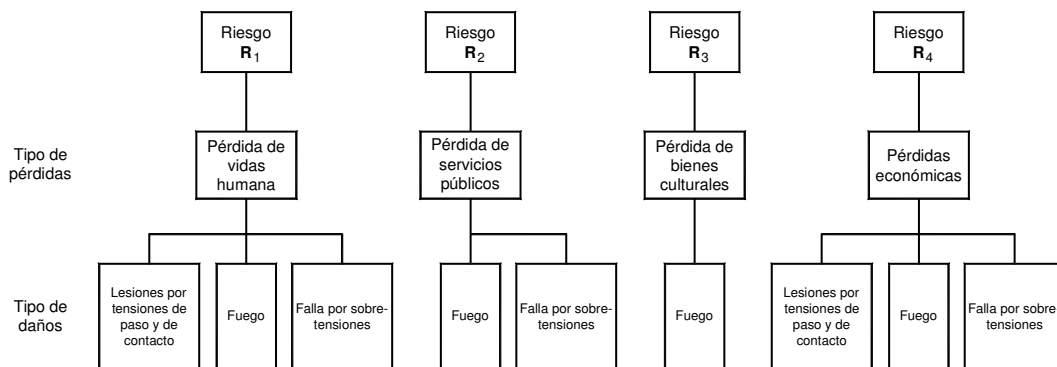 Riesgo
R1
Riesgo
R2
Riesgo
R3
Riesgo
R4
Tipo de
pérdidas
Pérdida de
vidas
humana
Pérdida de
servicios
públicos
Pérdida de
bienes
culturales
Pérdidas
económicas
Tipo de
daños
Lesiones por
tensiones de
paso y de
contacto
Fuego
Falla por sobre-
tensiones
Fuego
Falla por sobre-
tensiones
Fuego
Lesiones por
tensiones de
paso y de
contacto
Fuego
Falla por sobre-
tensiones